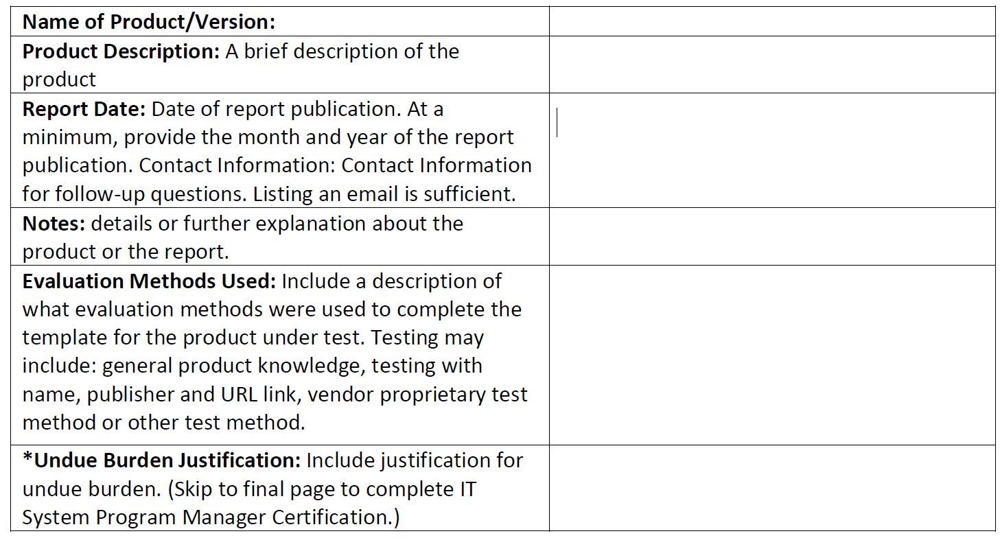 Name of Product/Version:
Product Description: A brief description of the
product
Report Date: Date of report publication. At a
minimum, provide the month and year of the report
publication. Contact Information: Contact Information
for follow-up questions. Listing an email is sufficient.
Notes: details or further explanation about the
product or the report.
Evaluation Methods Used: Include a description of
what evaluation methods were used to complete the
template for the product under test. Testing may
include: general product knowledge, testing with
name, publisher and URL link, vendor proprietary test
method or other test method.
*Undue Burden Justification: Include justification for
undue burden. (Skip to final page to complete IT
System Program Manager Certification.)